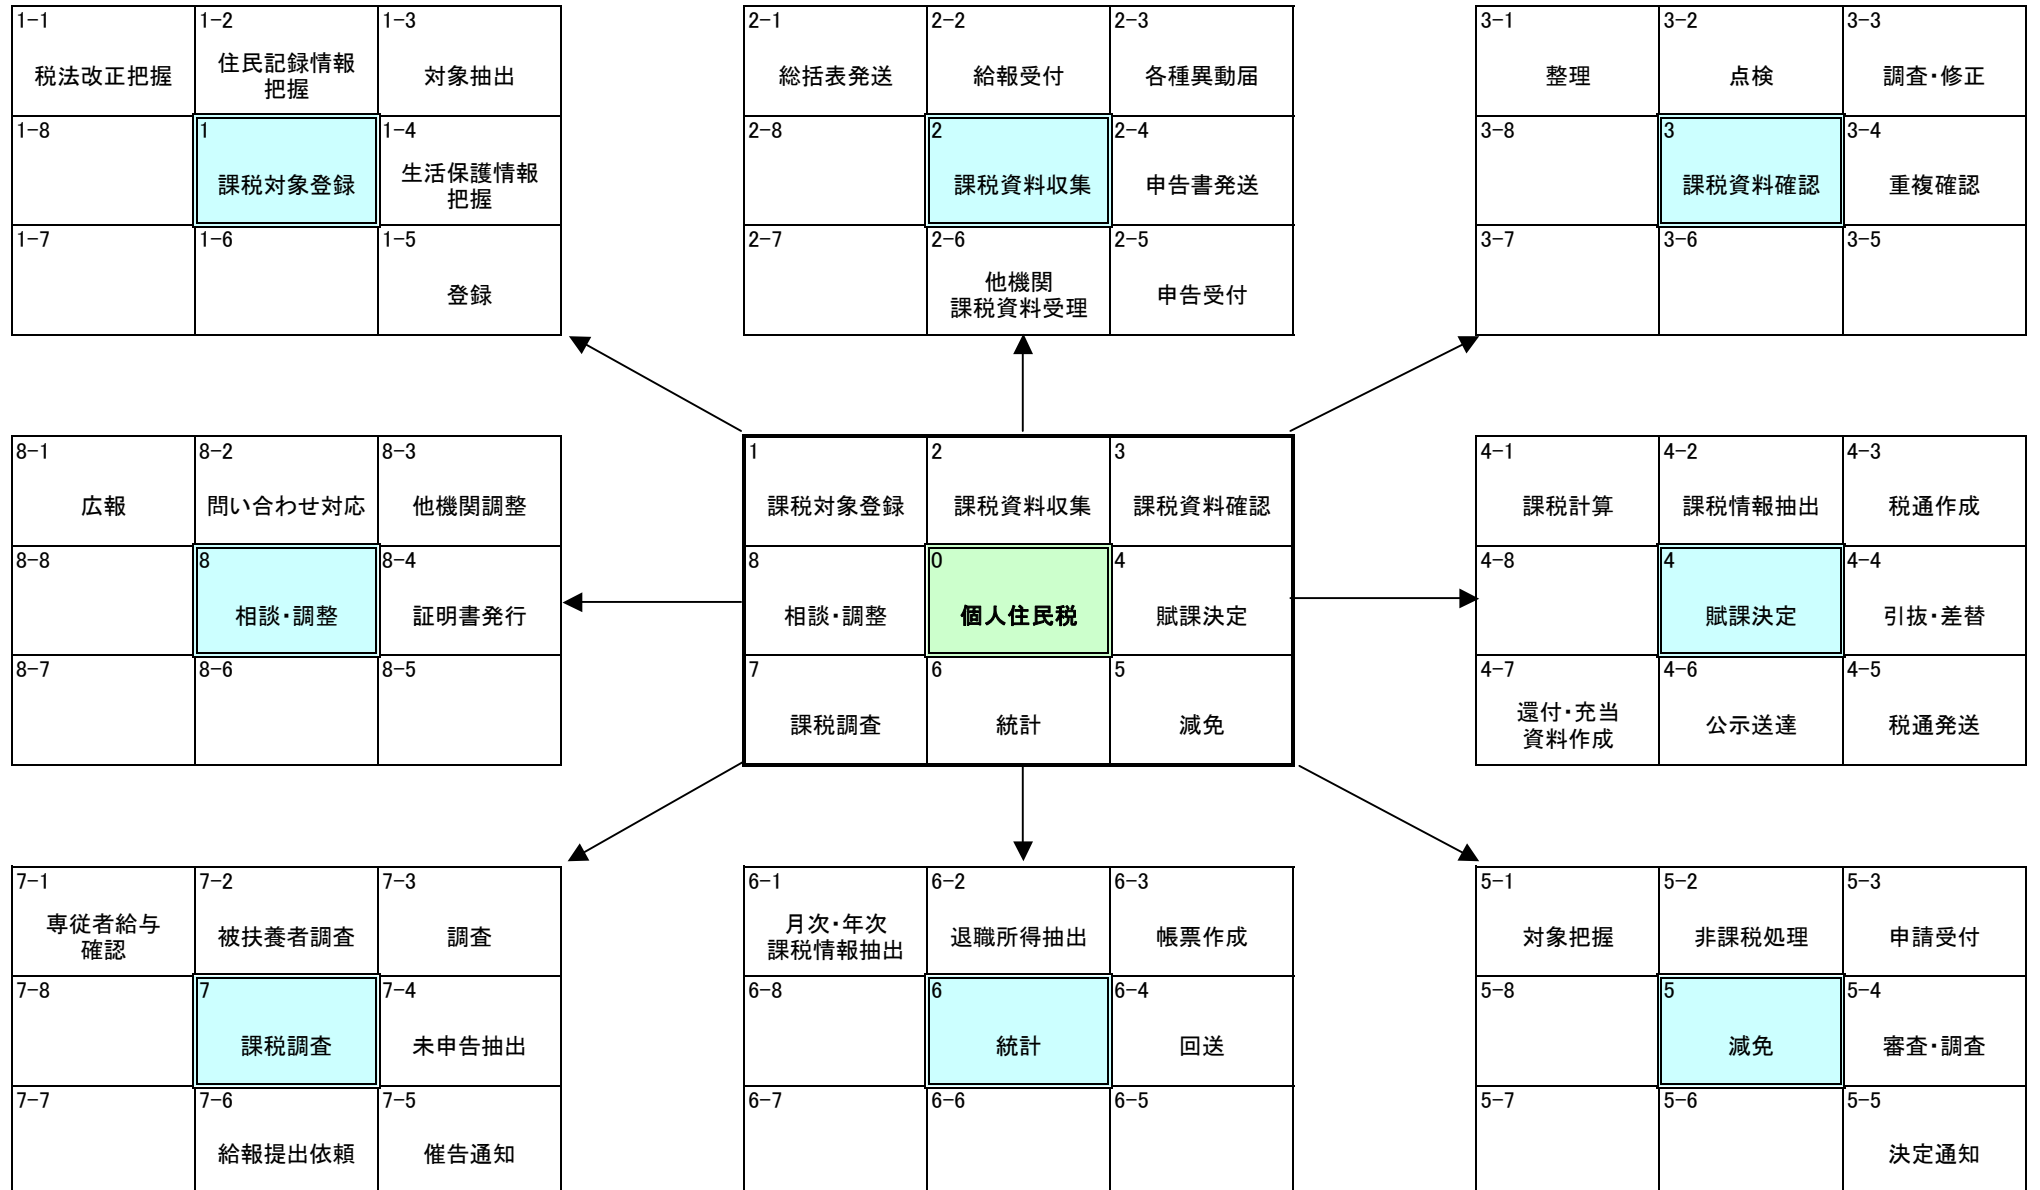 1-1
税法改正把握
1-2
住民記録情報
把握
1-3
対象抽出
1-8
1
課税対象登録
1-4
生活保護情報
把握
1-7
1-6
1-5
登録
2-1
総括表発送
2-2
給報受付
2-3
各種異動届
2-8
2
課税資料収集
2-4
申告書発送
2-7
2-6
他機関
課税資料受理
2-5
申告受付
3-1
整理
3-2
点検
3-3
調査・修正
3-8
3
課税資料確認
3-4
重複確認
3-7
3-6
3-5
8-1
広報
8-2
問い合わせ対応
8-3
他機関調整
8-8
8
相談・調整
8-4
証明書発行
8-7
8-6
8-5
1
課税対象登録
2
課税資料収集
3
課税資料確認
8
相談・調整
0
個人住民税
4
賦課決定
7
課税調査
6
統計
5
減免
4-1
課税計算
4-2
課税情報抽出
4-3
税通作成
4-8
4
賦課決定
4-4
引抜・差替
4-7
還付・充当
資料作成
4-6
公示送達
4-5
税通発送
7-1
専従者給与
確認
7-2
被扶養者調査
7-3
調査
7-8
7
課税調査
7-4
未申告抽出
7-7
7-6
給報提出依頼
7-5
催告通知
6-1
月次・年次
課税情報抽出
6-2
退職所得抽出
6-3
帳票作成
6-8
6
統計
6-4
回送
6-7
6-6
6-5
5-1
対象把握
5-2
非課税処理
5-3
申請受付
5-8
5
減免
5-4
審査・調査
5-7
5-6
5-5
決定通知